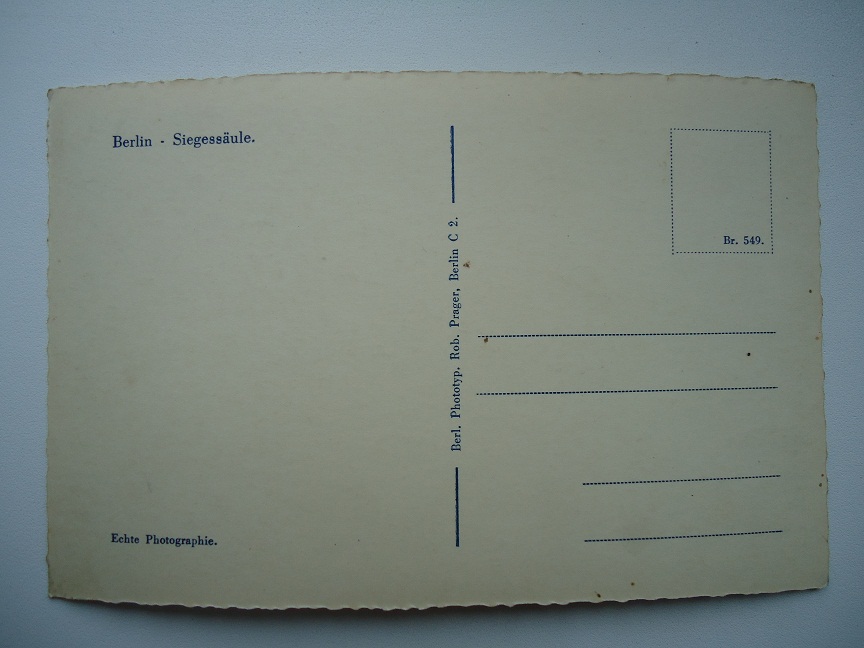 Berlin · Siegessäule.
Echte Photographie.
Berl. Phototyp. Rob. Prager, Berlin C 2.
Br. 549.